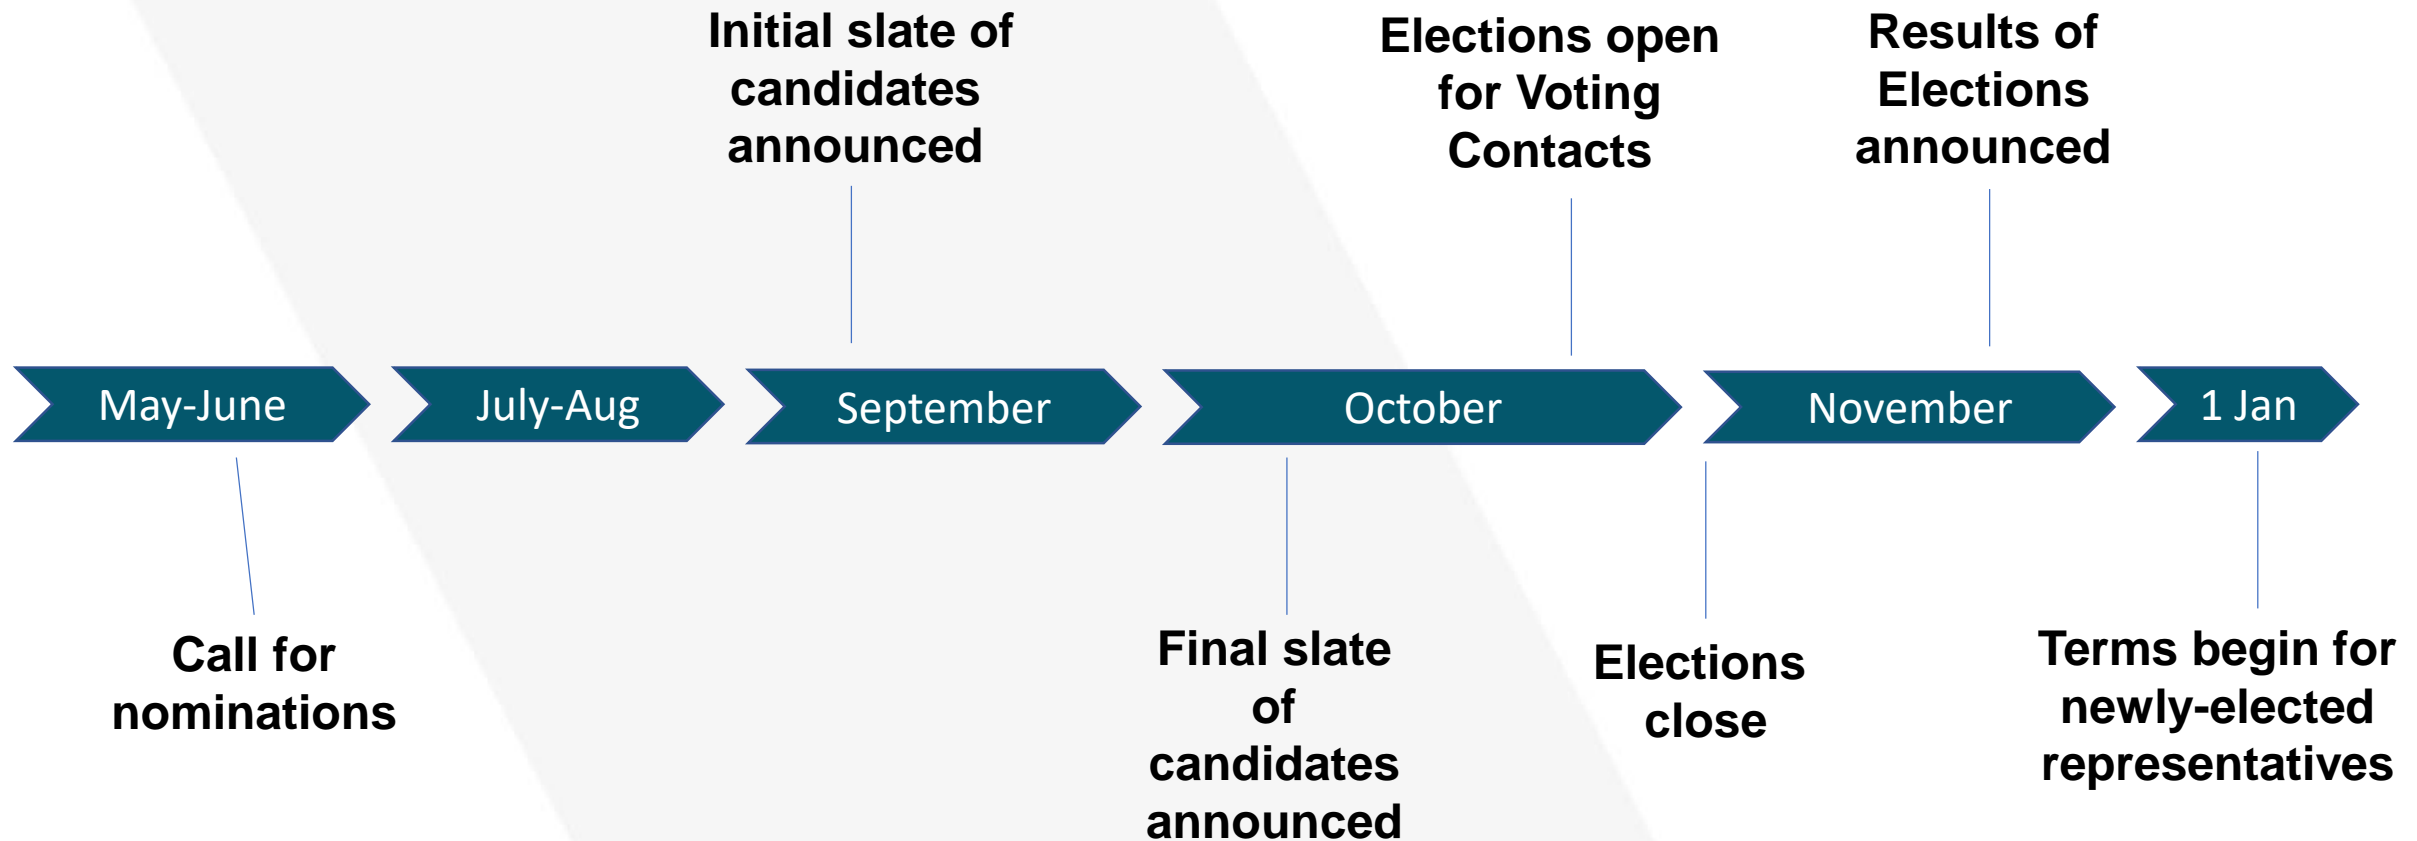 Initial slate of
candidates
announced
Elections open
for Voting
Contacts
Results of
Elections
announced
May-June
July-Aug
September
October
November
1 Jan
Call for
nominations
Final slate
of
candidates
announced
Elections
close
Terms begin for
newly-elected
representatives